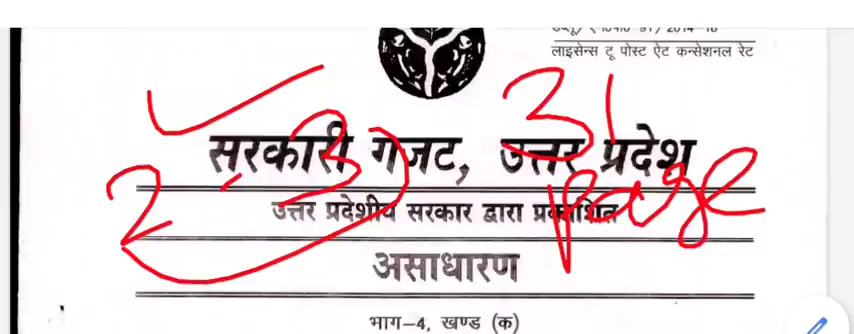 लाइसेन्स टू पोस्ट ऐट कन्सेशनल रेट
सरकारी गजट, उत्तर प्रदेश
उत्तर प्रदेशीय सरकार द्वारा प्रकाशित
असाधारण
भाग–4, खण्ड (क)
2-3
31
page